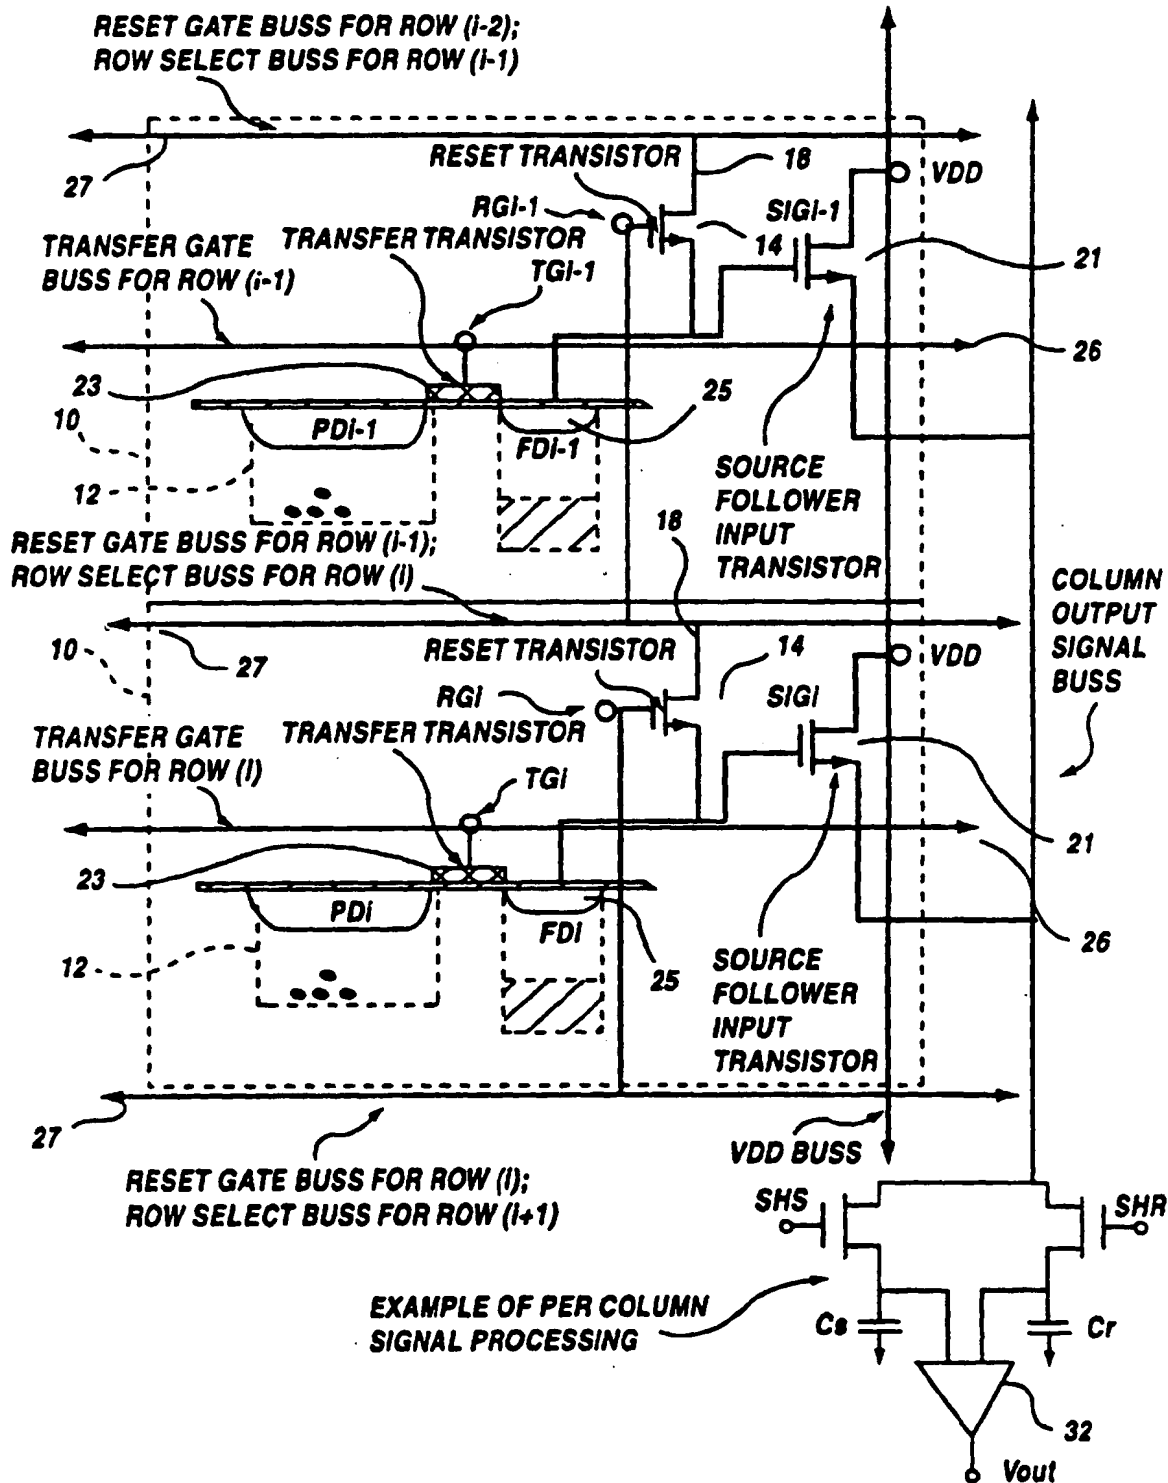 RESET GATE BUSS FOR ROW (i-2);
ROW SELECT BUSS FOR ROW (i-1)
RESET TRANSISTOR
18
VDD
27
RGi-1
SIGi-1
TRANSFER GATE
BUSS FOR ROW (i-1)
TRANSFER TRANSISTOR
14
21
TGi-1
26
23
25
10
PDi-1
FDi-1
12
SOURCE
FOLLOWER
INPUT
TRANSISTOR
18
RESET GATE BUSS FOR ROW (i-1);
ROW SELECT BUSS FOR ROW (i)
COLUMN
OUTPUT
SIGNAL
BUSS
10
27
RESET TRANSISTOR
14
VDD
RGi
SIGi
TRANSFER GATE
BUSS FOR ROW (i)
TRANSFER TRANSISTOR
TGi
21
23
PDi
FDi
26
12
25
SOURCE
FOLLOWER
INPUT
TRANSISTOR
27
VDD BUSS
RESET GATE BUSS FOR ROW (i);
ROW SELECT BUSS FOR ROW (i+1)
SHS
SHR
EXAMPLE OF PER COLUMN
SIGNAL PROCESSING
Cs
Cr
32
Vout